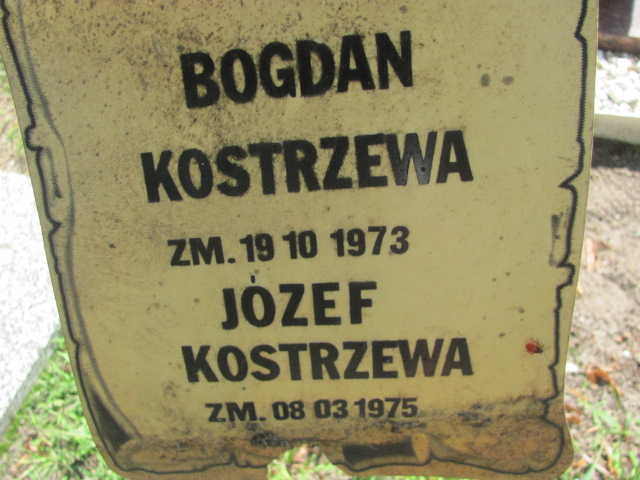 BOGDAN
KOSTRZEWA
ZM. 19 10 1973
JÓZEF
KOSTRZEWA
ZM. 08 03 1975